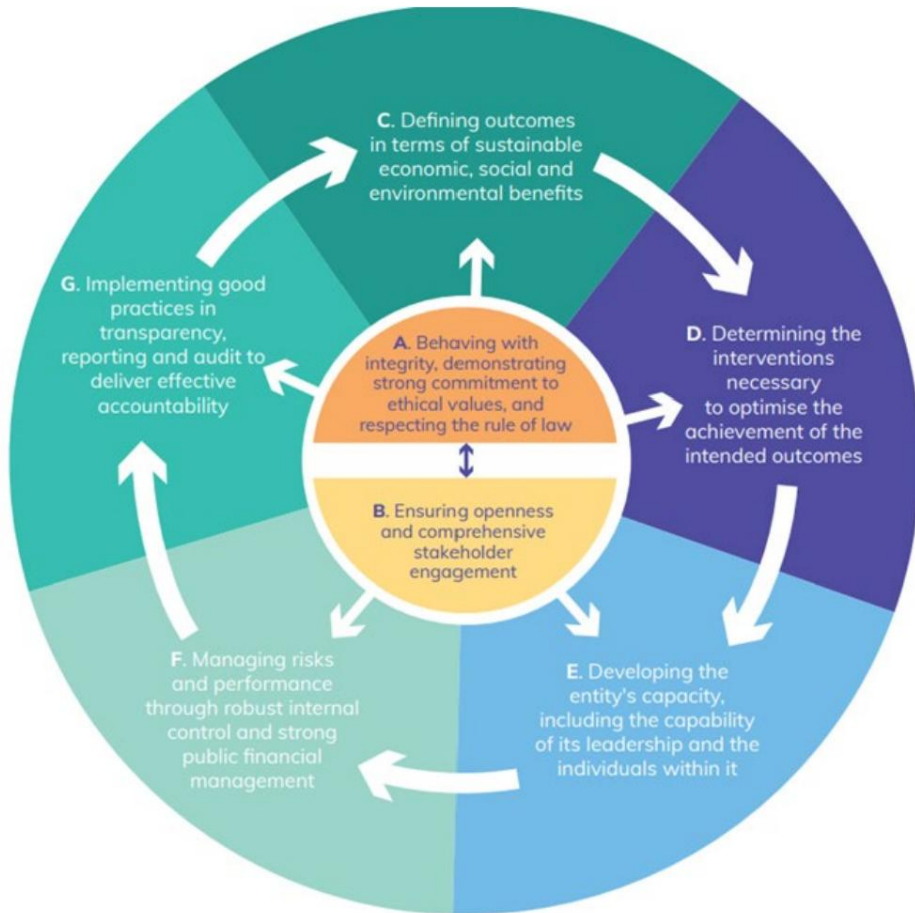 C. Defining outcomes
in terms of sustainable
economic, social and
environmental benefits
G. Implementing good
practices in
transparency,
reporting and audit to
deliver effective
accountability
A. Behaving with
integrity, demonstrating
strong commitment to
ethical values, and
respecting the rule of law
D. Determining the
interventions
necessary
to optimise the
achievement of the
intended outcomes
B. Ensuring openness
and comprehensive
stakeholder
engagement
F. Managing risks
and performance
through robust internal
control and strong
public financial
management
E. Developing the
entity's capacity,
including the capability
of its leadership and the
individuals within it